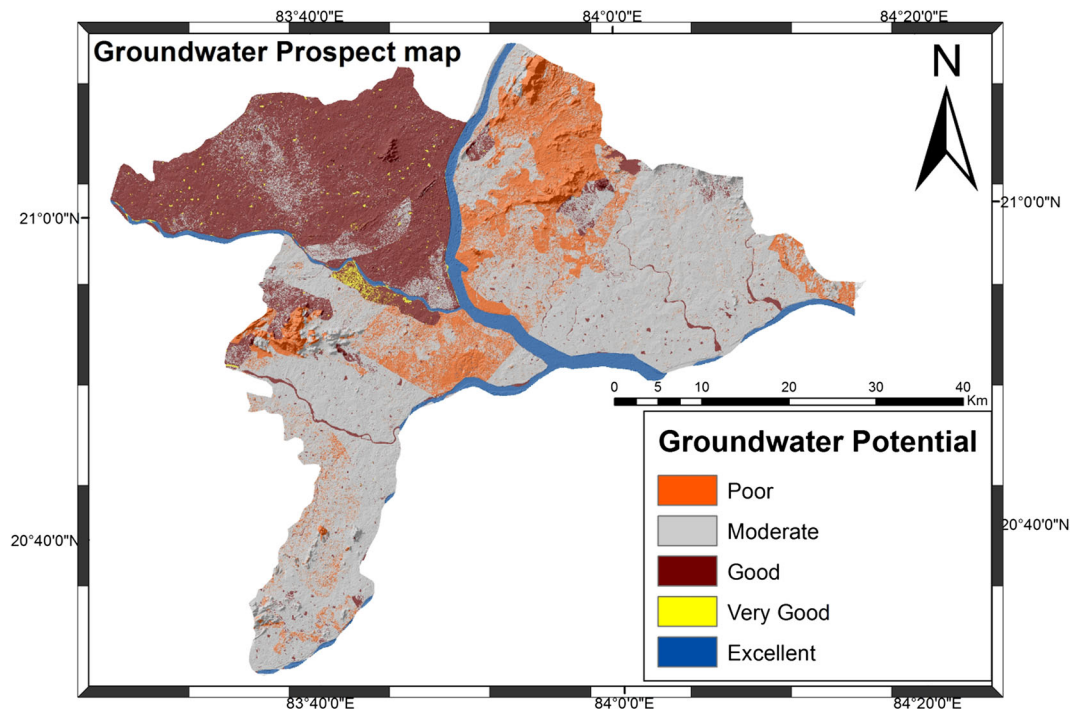 83°40'0"E 84°0'0"E 84°20'0"E
Groundwater Prospect map
N
21°0'0"N 21°0'0"N
0 5 10 20 30 40
Km
Groundwater Potential
Poor
Moderate
Good
Very Good
Excellent
20°40'0"N 20°40'0"N
83°40'0"E 84°0'0"E 84°20'0"E